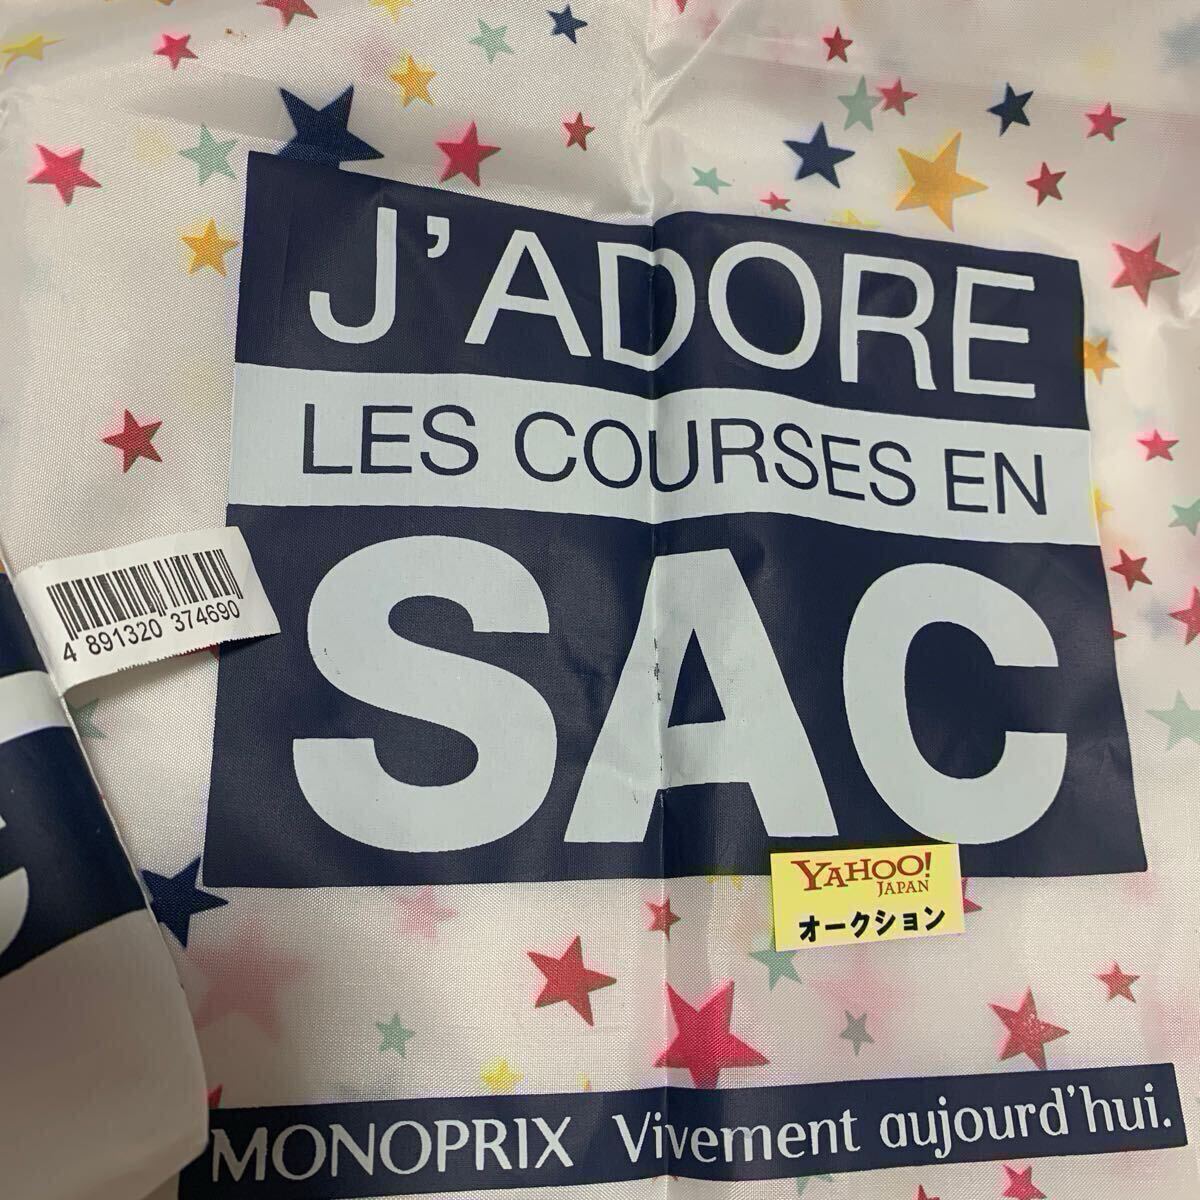 J'ADORE
LES COURSES EN
SAC
4 891320 374690
YAHOO!
JAPAN
オークション
MONOPRIX Vivement aujourd'hui.